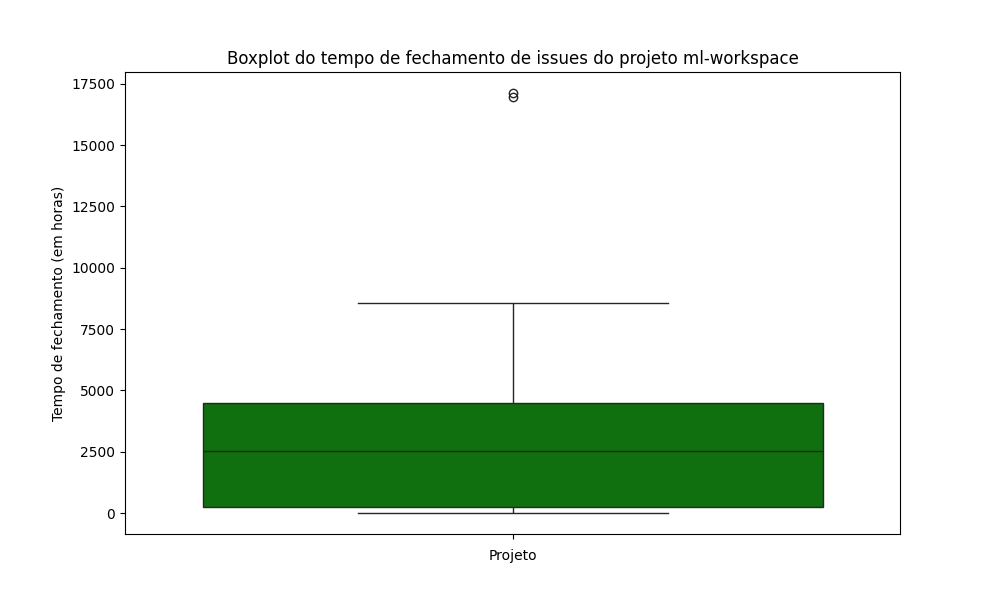 Boxplot do tempo de fechamento de issues do projeto ml-workspace
Tempo de fechamento (em horas)
17500
15000
12500
10000
7500
5000
2500
0
Projeto